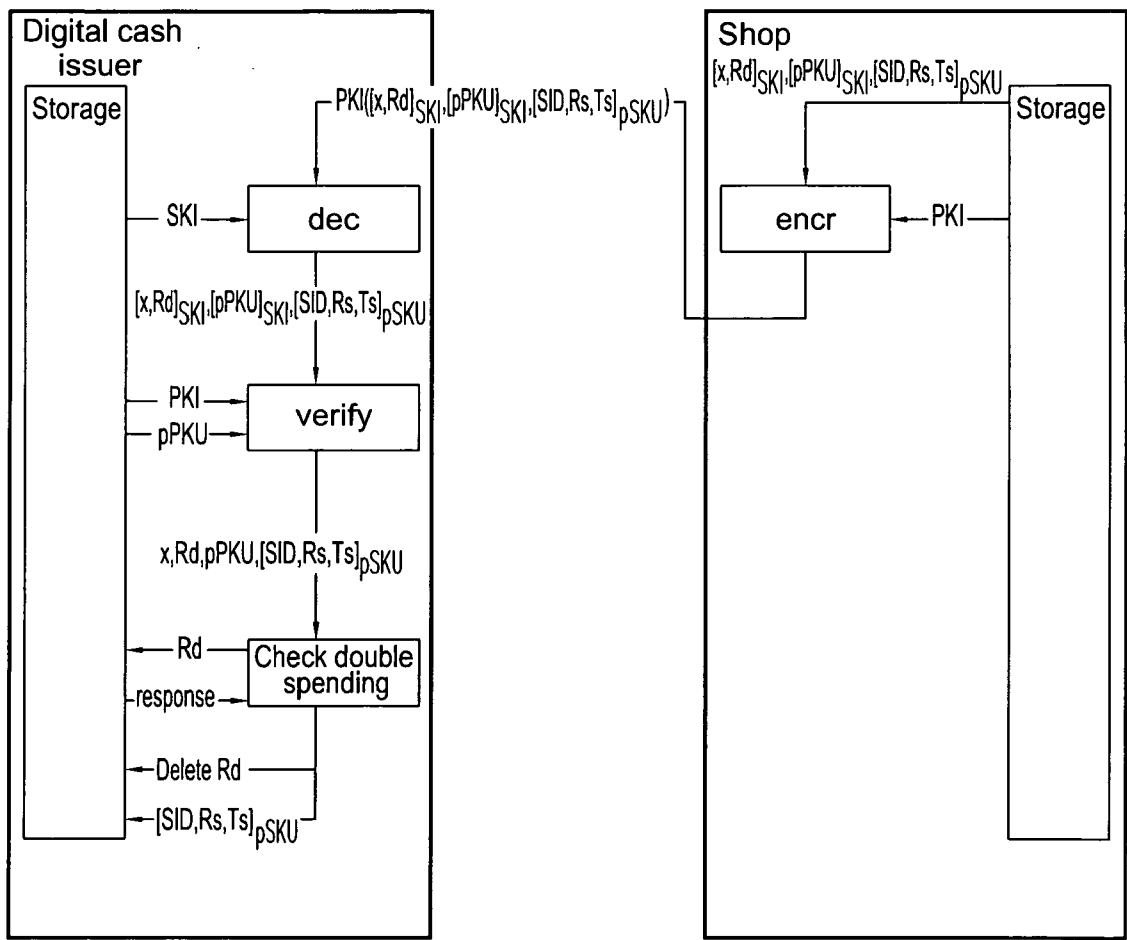 Digital cash
issuer
Storage
PKI([x,Rd]SKI,[pPKU]SKI,[SID,Rs,Ts]pSKU)
SKI
dec
[x,Rd]SKI,[pPKU]SKI,[SID,Rs,Ts]pSKU
PKI
pPKU
verify
x,Rd,pPKU,[SID,Rs,Ts]pSKU
Rd
response
Check double
spending
Delete Rd
[SID,Rs,Ts]pSKU
Shop
[x,Rd]SKI,[pPKU]SKI,[SID,Rs,Ts]pSKU
Storage
encr
PKI